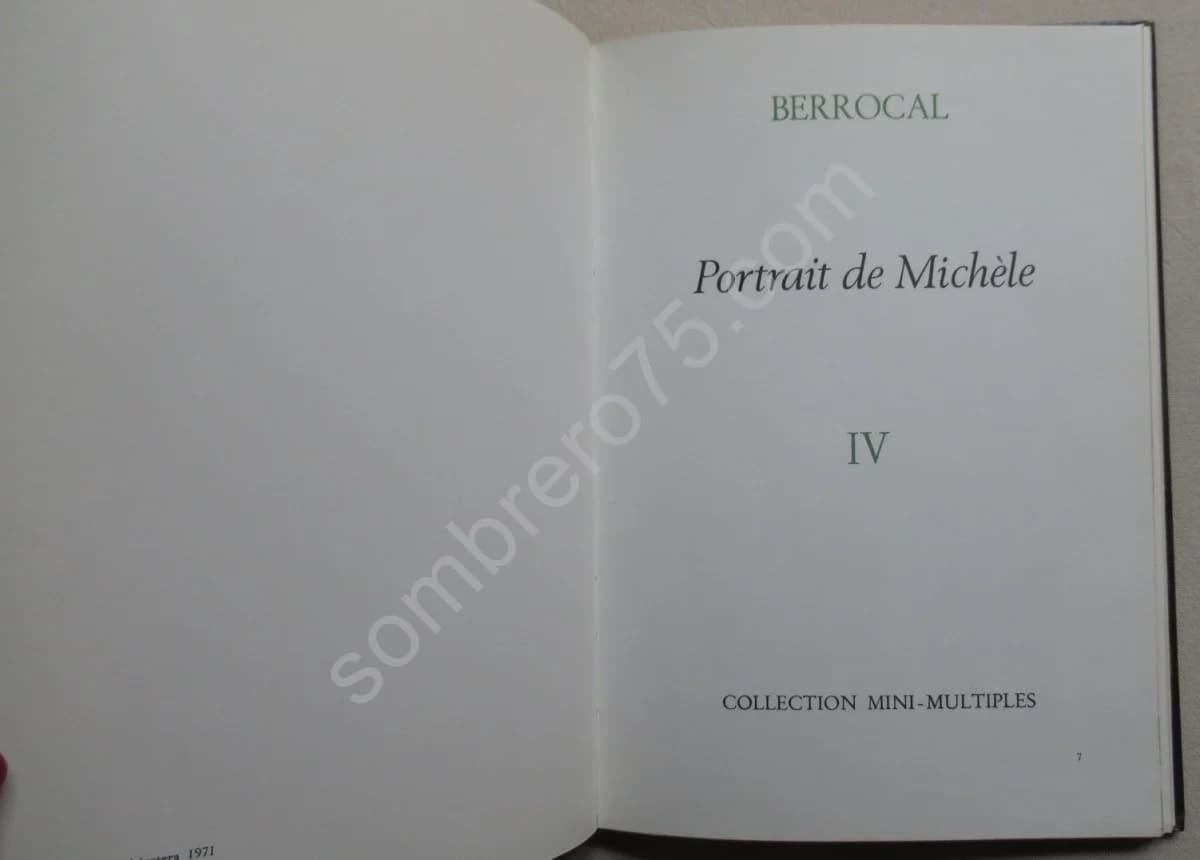 1971
BERROCAL
Portrait de Michèle
IV
COLLECTION MINI-MULTIPLES
7
sombrero75.com